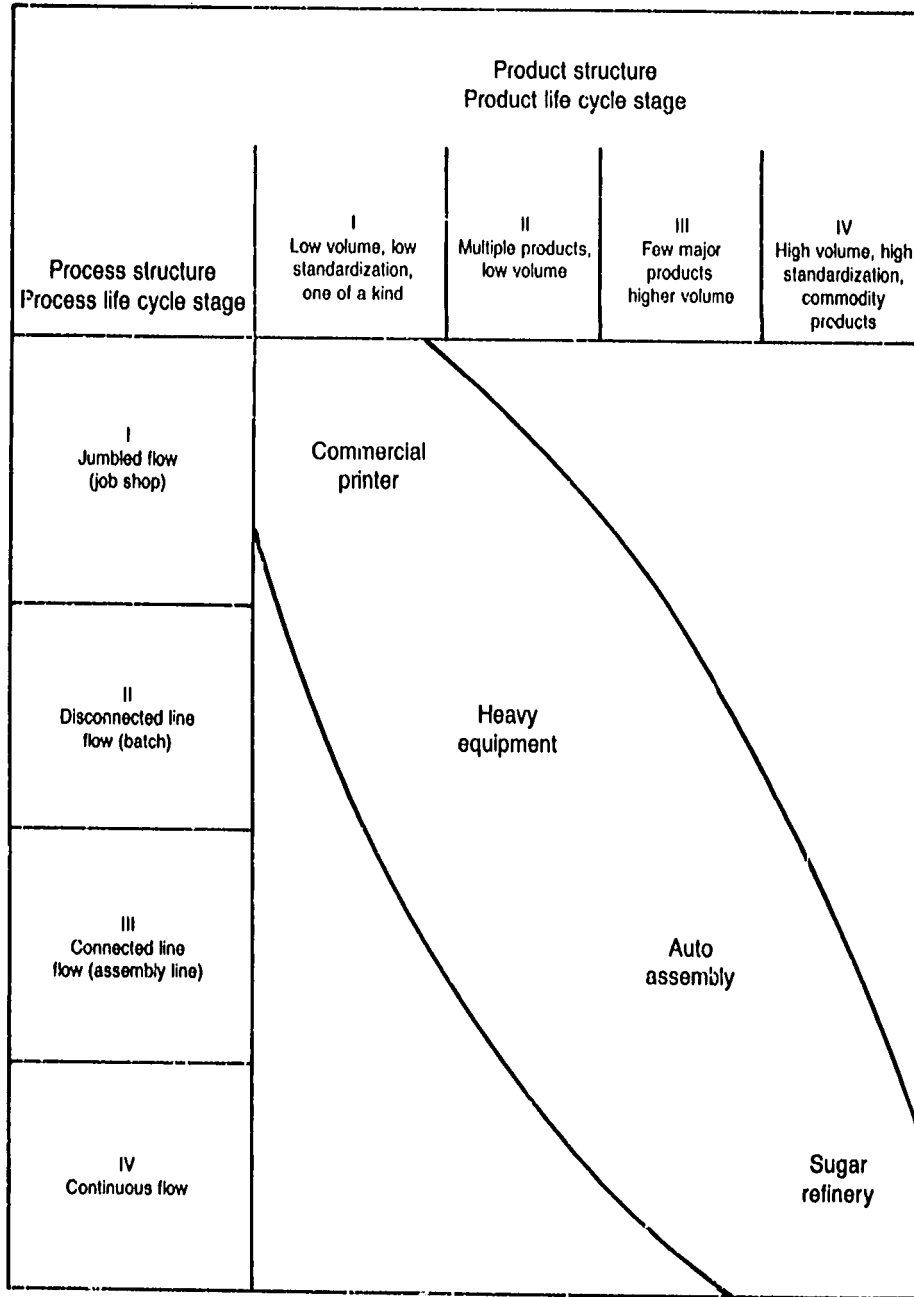 Product structure
Product life cycle stage
Process structure
Process life cycle stage
I
Low volume, low
standardization,
one of a kind
II
Multiple products,
low volume
III
Few major
products
higher volume
IV
High volume, high
standardization,
commodity
products
I
Jumbled flow
(job shop)
Commercial
printer
II
Disconnected line
flow (batch)
Heavy
equipment
III
Connected line
flow (assembly line)
Auto
assembly
IV
Continuous flow
Sugar
refinery